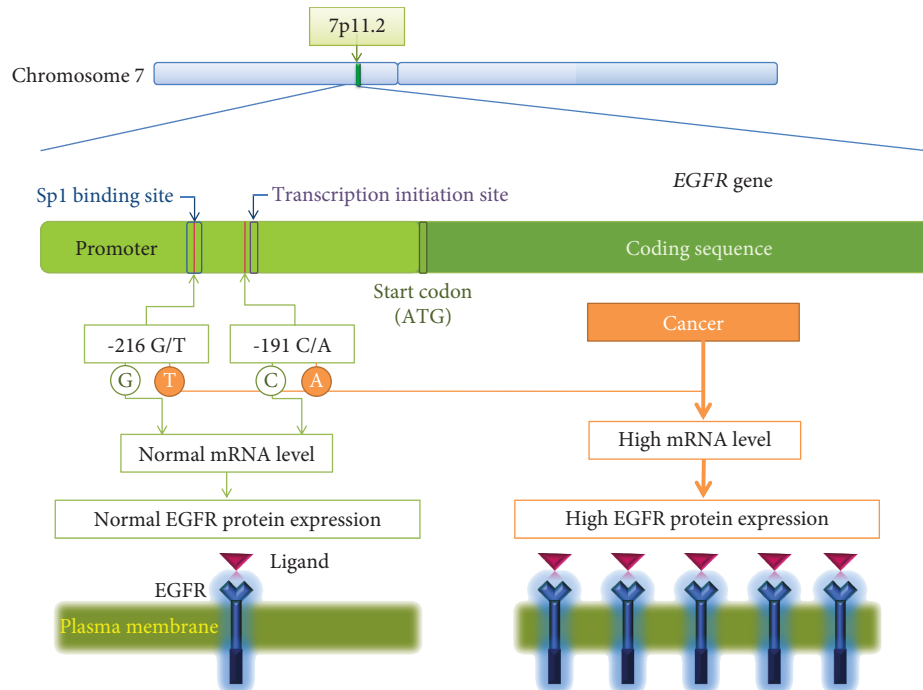 7p11.2
Chromosome 7
EGFR gene
Sp1 binding site
Transcription initiation site
Promoter
Coding sequence
Start codon
(ATG)
-216 G/T
-191 C/A
Cancer
G
T
C
A
Normal mRNA level
High mRNA level
Normal EGFR protein expression
High EGFR protein expression
Ligand
EGFR
Plasma membrane